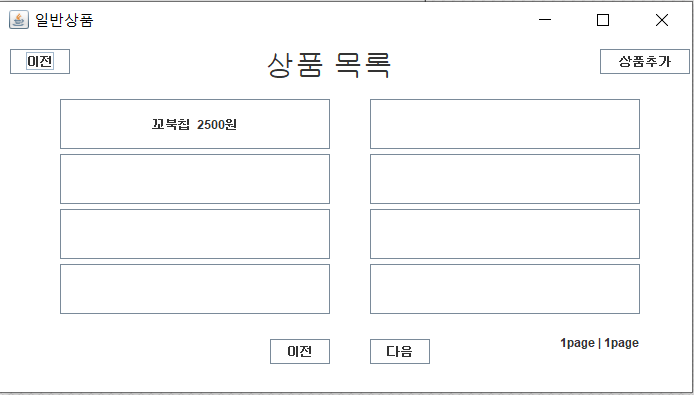 일반상품
이전
상품 목록
상품추가
꼬북칩 2500원
이전
다음
1page | 1page